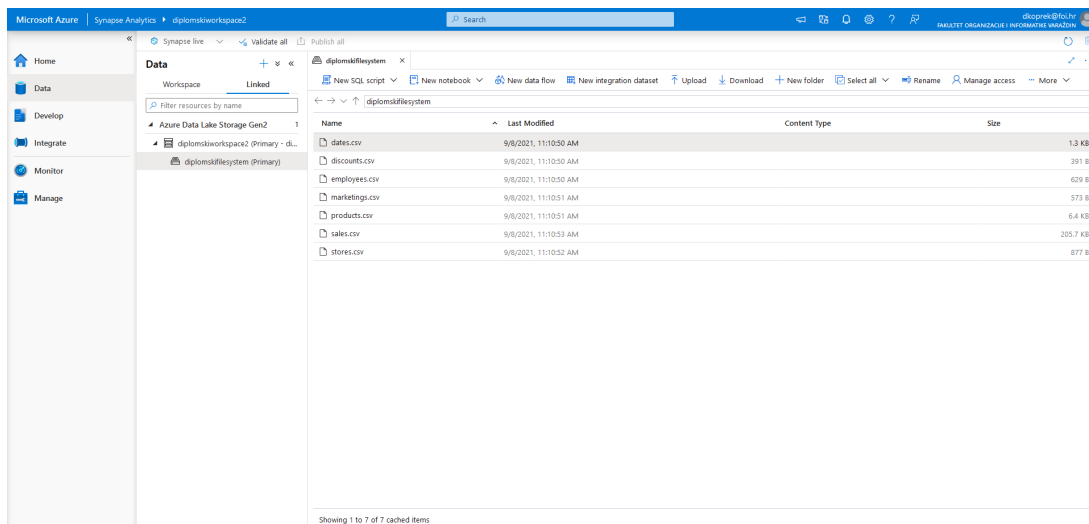 Microsoft Azure | Synapse Analytics ▸ diplomskiworkspace2
Search
dkoprek@foi.hr
FAKULTET ORGANIZACIJE I INFORMATIKE VARAŽDIN
« Synapse live Validate all Publish all
Home
Data
Develop
Integrate
Monitor
Manage
Data + «
Workspace Linked
Filter resources by name
Azure Data Lake Storage Gen2 1
diplomskiworkspace2 (Primary - di...
diplomskifilesystem (Primary)
diplomskifilesystem ×
New SQL script New notebook New data flow New integration dataset Upload Download New folder Select all Rename Manage access ··· More
diplomskifilesystem
Name Last Modified Content Type Size
dates.csv 9/8/2021, 11:10:50 AM 1.3 KB
discounts.csv 9/8/2021, 11:10:50 AM 391 B
employees.csv 9/8/2021, 11:10:50 AM 629 B
marketings.csv 9/8/2021, 11:10:51 AM 573 B
products.csv 9/8/2021, 11:10:51 AM 6.4 KB
sales.csv 9/8/2021, 11:10:53 AM 205.7 KB
stores.csv 9/8/2021, 11:10:52 AM 877 B
Showing 1 to 7 of 7 cached items